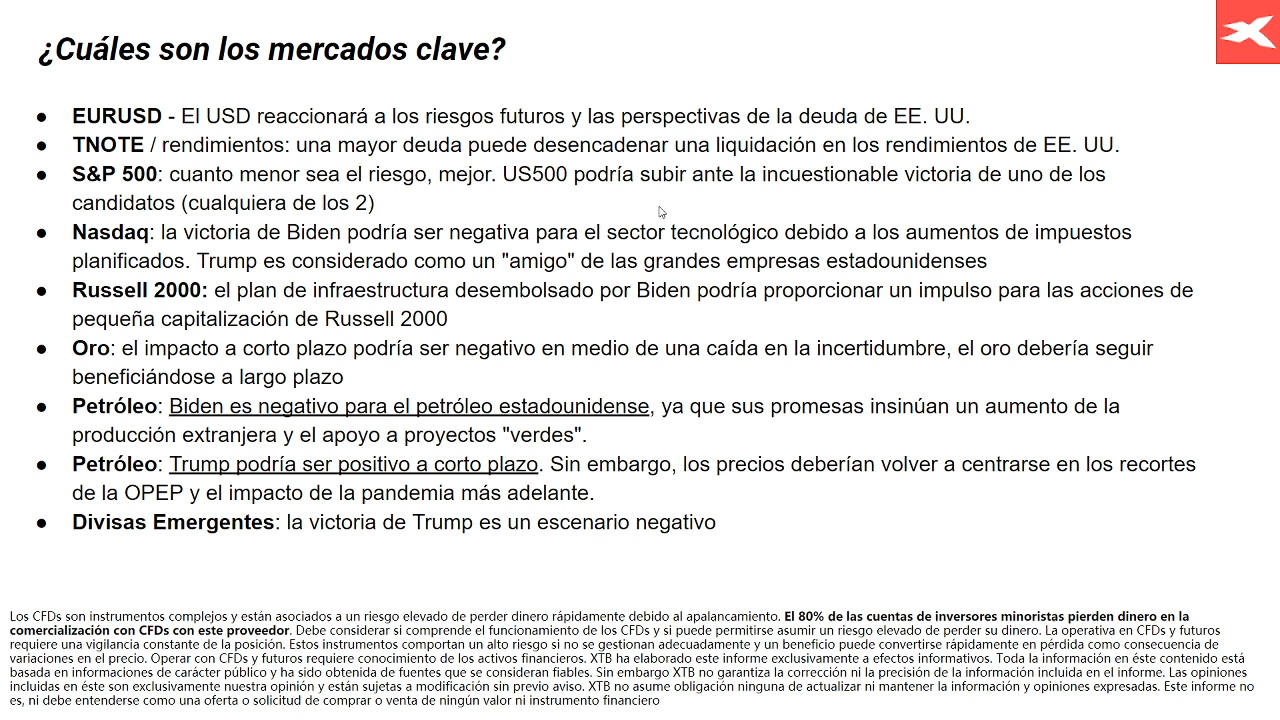 ¿Cuáles son los mercados clave?
● EURUSD - El USD reaccionará a los riesgos futuros y las perspectivas de la deuda de EE. UU.
● TNOTE / rendimientos: una mayor deuda puede desencadenar una liquidación en los rendimientos de EE. UU.
● S&P 500: cuanto menor sea el riesgo, mejor. US500 podría subir ante la incuestionable victoria de uno de los
candidatos (cualquiera de los 2)
● Nasdaq: la victoria de Biden podría ser negativa para el sector tecnológico debido a los aumentos de impuestos
planificados. Trump es considerado como un "amigo" de las grandes empresas estadounidenses
● Russell 2000: el plan de infraestructura desembolsado por Biden podría proporcionar un impulso para las acciones de
pequeña capitalización de Russell 2000
● Oro: el impacto a corto plazo podría ser negativo en medio de una caída en la incertidumbre, el oro debería seguir
beneficiándose a largo plazo
● Petróleo: Biden es negativo para el petróleo estadounidense, ya que sus promesas insinúan un aumento de la
producción extranjera y el apoyo a proyectos "verdes".
● Petróleo: Trump podría ser positivo a corto plazo. Sin embargo, los precios deberían volver a centrarse en los recortes
de la OPEP y el impacto de la pandemia más adelante.
● Divisas Emergentes: la victoria de Trump es un escenario negativo
Los CFDs son instrumentos complejos y están asociados a un riesgo elevado de perder dinero rápidamente debido al apalancamiento. El 80% de las cuentas de inversores minoristas pierden dinero en la
comercialización con CFDs con este proveedor. Debe considerar si comprende el funcionamiento de los CFDs y si puede permitirse asumir un riesgo elevado de perder su dinero. La operativa en CFDs y futuros
requiere una vigilancia constante de la posición. Estos instrumentos comportan un alto riesgo si no se gestionan adecuadamente y un beneficio puede convertirse rápidamente en pérdida como consecuencia de
variaciones en el precio. Operar con CFDs y futuros requiere conocimiento de los activos financieros. XTB ha elaborado este informe exclusivamente a efectos informativos. Toda la información en éste contenido está
basada en informaciones de carácter público y ha sido obtenida de fuentes que se consideran fiables. Sin embargo XTB no garantiza la corrección ni la precisión de la información incluida en el informe. Las opiniones
incluidas en éste son exclusivamente nuestra opinión y están sujetas a modificación sin previo aviso. XTB no asume obligación ninguna de actualizar ni mantener la información y opiniones expresadas. Este informe no
es, ni debe entenderse como una oferta o solicitud de comprar o venta de ningún valor ni instrumento financiero